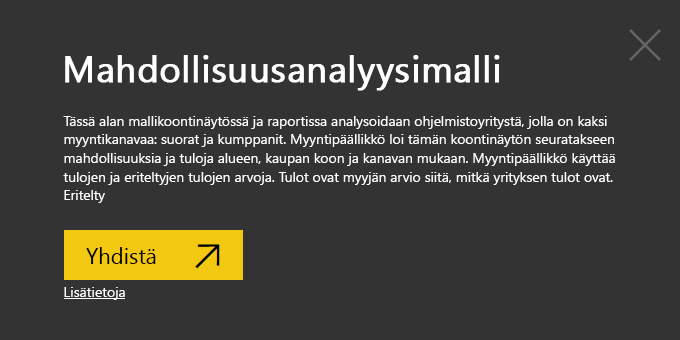 Mahdollisuusanalyysimalli
Tässä alan mallikoontinäytössä ja raportissa analysoidaan ohjelmistoyritystä, jolla on kaksi
myyntikanavaa: suorat ja kumppanit. Myyntipäällikkö loi tämän koontinäytön seuratakseen
mahdollisuuksia ja tuloja alueen, kaupan koon ja kanavan mukaan. Myyntipäällikkö käyttää
tulojen ja eriteltyjen tulojen arvoja. Tulot ovat myyjän arvio siitä, mitkä yrityksen tulot ovat.
Eritelty
Yhdistä
Lisätietoja